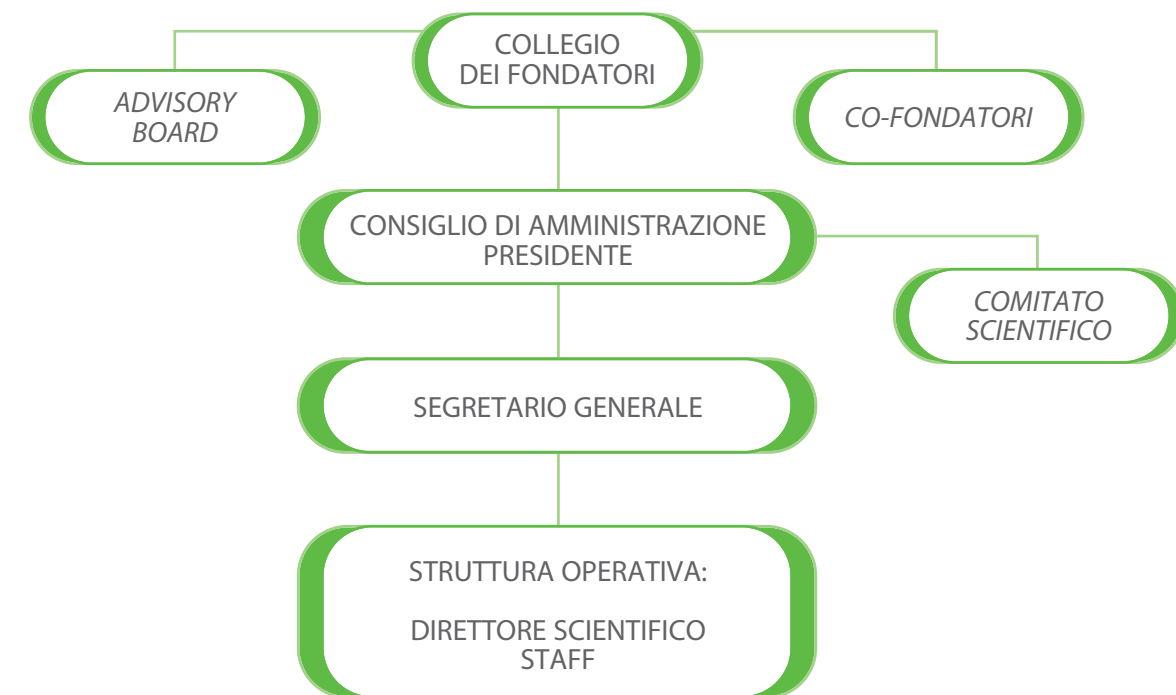 COLLEGIO
DEI FONDATORI
ADVISORY
BOARD
CO-FONDATORI
CONSIGLIO DI AMMINISTRAZIONE
PRESIDENTE
COMITATO
SCIENTIFICO
SEGRETARIO GENERALE
STRUTTURA OPERATIVA:
DIRETTORE SCIENTIFICO
STAFF